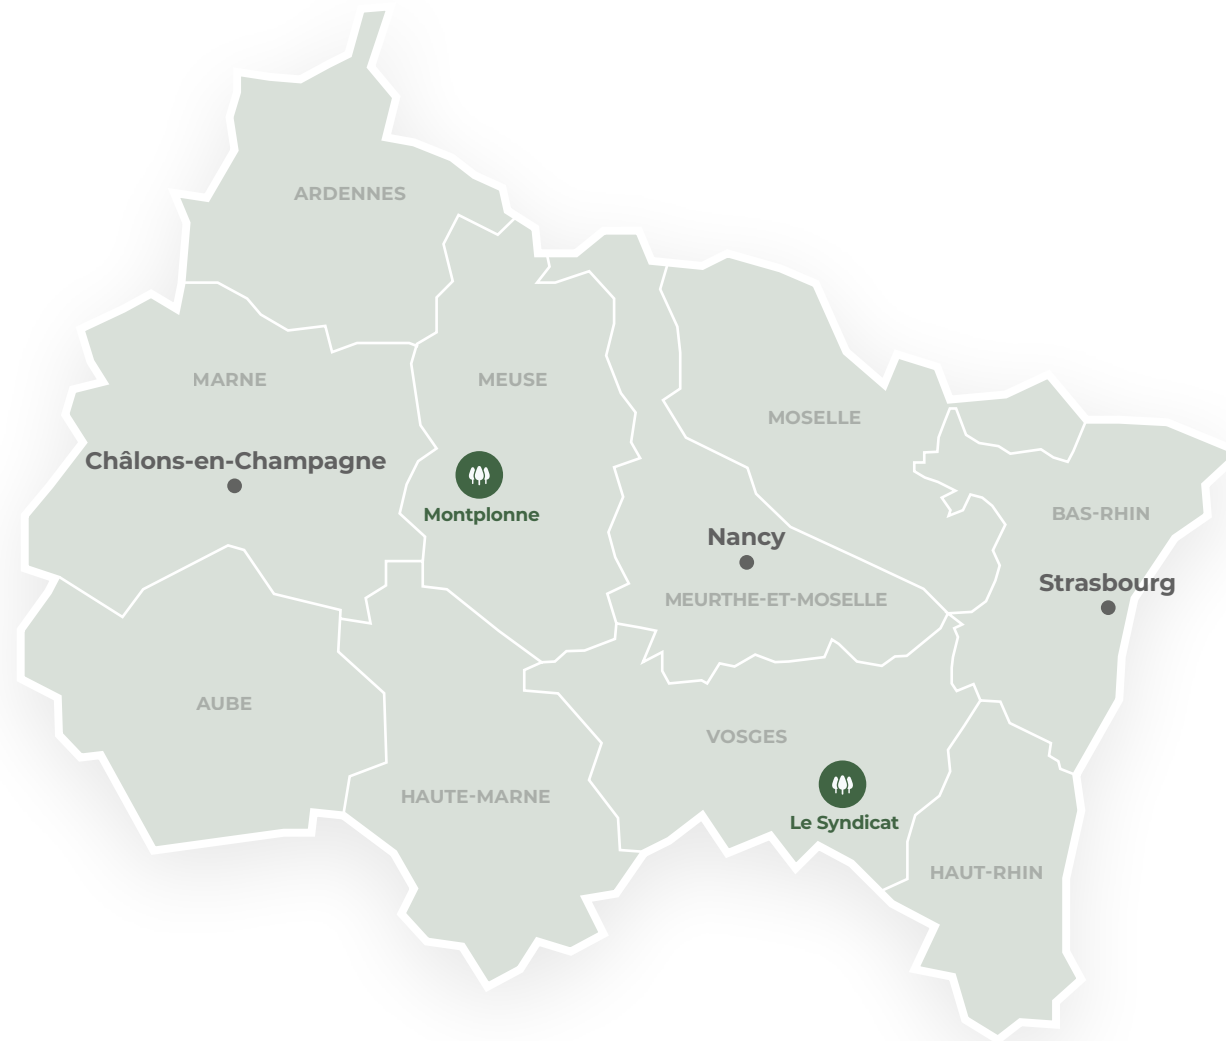 ARDENNES
MARNE
MEUSE
MOSELLE
Châlons-en-Champagne
Montplonne
BAS-RHIN
Nancy
Strasbourg
MEURTHE-ET-MOSELLE
AUBE
VOSGES
HAUTE-MARNE
Le Syndicat
HAUT-RHIN